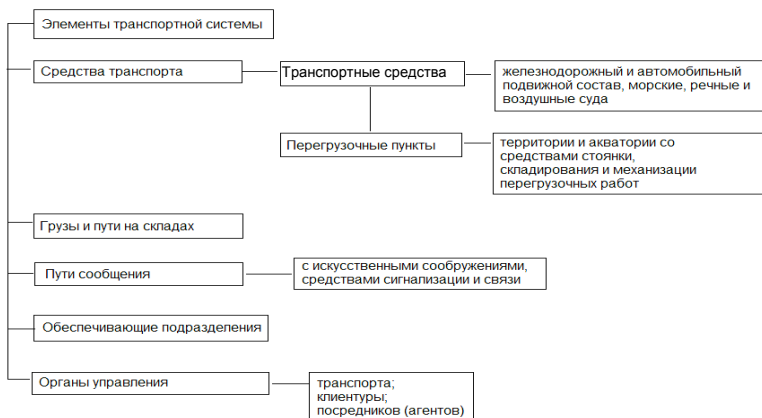 Элементы транспортной системы
Средства транспорта
Транспортные средства
железнодорожный и автомобильный
подвижной состав, морские, речные и
воздушные суда
Перегрузочные пункты
территории и акватории со
средствами стоянки,
складирования и механизации
перегрузочных работ
Грузы и пути на складах
Пути сообщения
с искусственными сообружениями,
средствами сигнализации и связи
Обеспечивающие подразделения
Органы управления
транспорта;
клиентуры;
посредников (агентов)